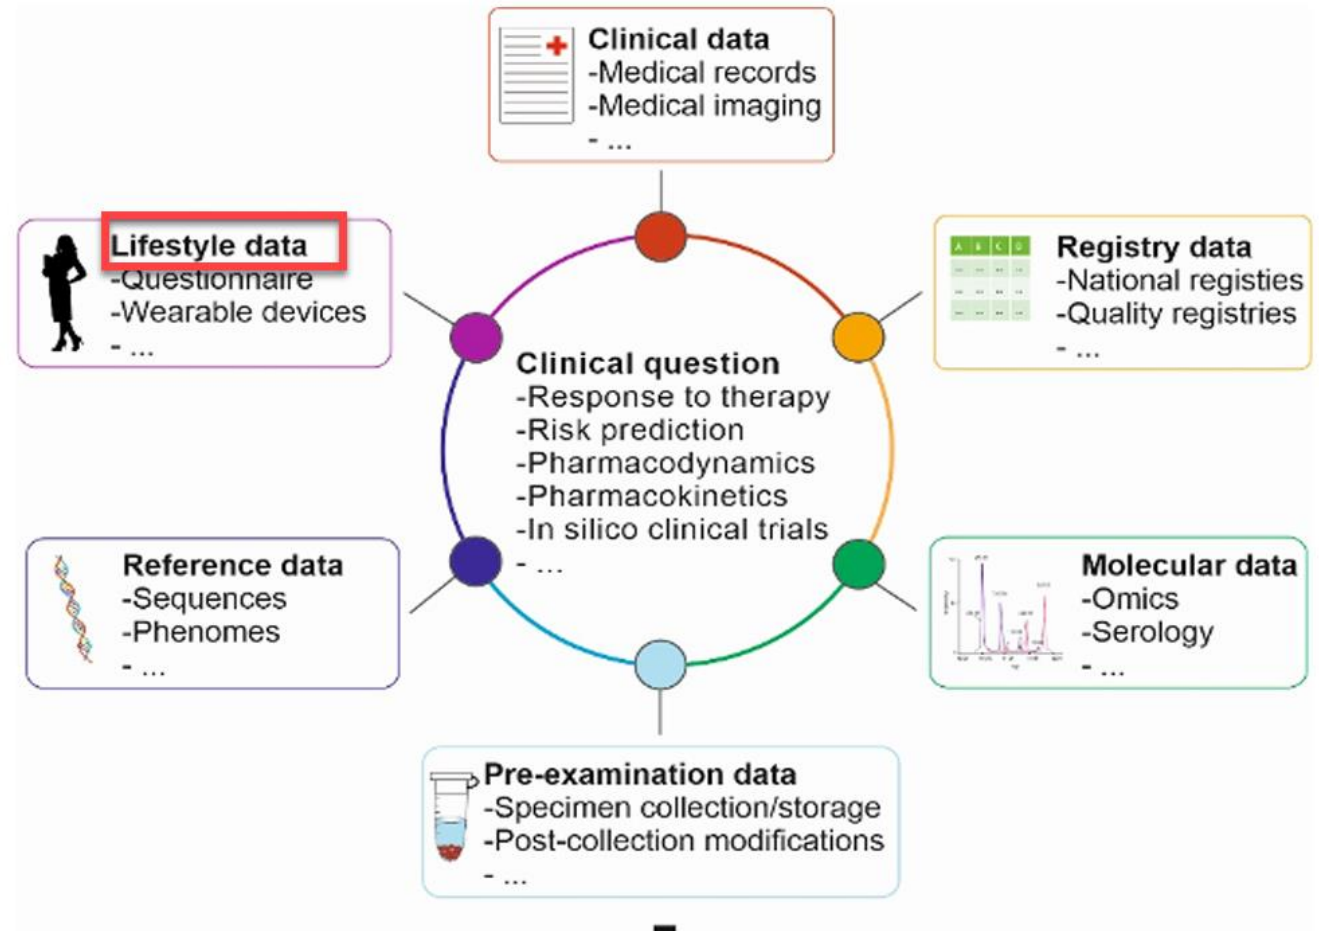 Clinical data
-Medical records
-Medical imaging
- ...
Lifestyle data
-Questionnaire
-Wearable devices
- ...
A B C D
Registry data
-National registies
-Quality registries
- ...
Clinical question
-Response to therapy
-Risk prediction
-Pharmacodynamics
-Pharmacokinetics
-In silico clinical trials
- ...
Reference data
-Sequences
-Phenomes
- ...
Molecular data
-Omics
-Serology
- ...
Pre-examination data
-Specimen collection/storage
-Post-collection modifications
- ...